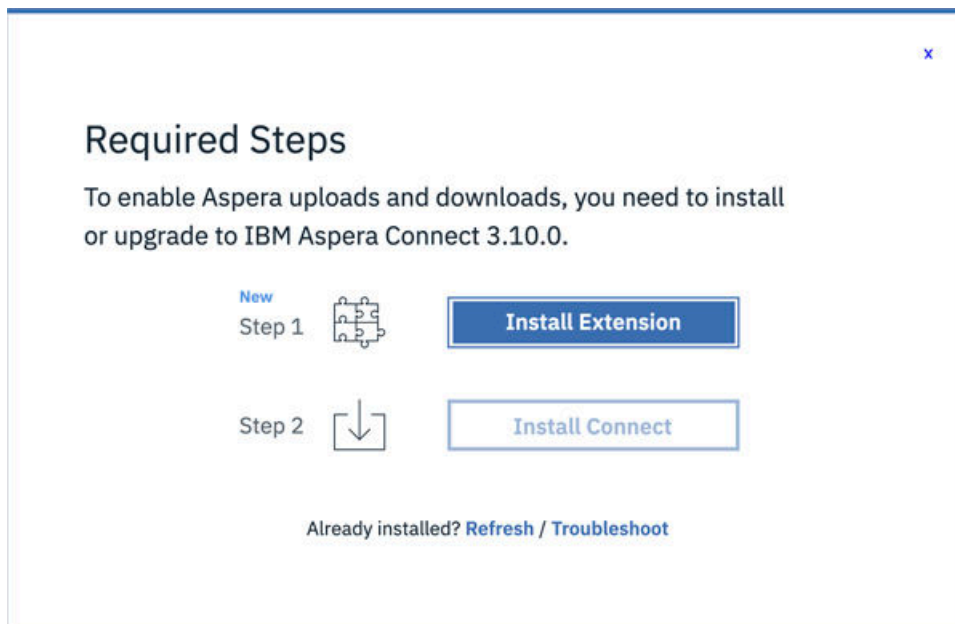 x
Required Steps
To enable Aspera uploads and downloads, you need to install
or upgrade to IBM Aspera Connect 3.10.0.
New
Step 1
Install Extension
Step 2
Install Connect
Already installed? Refresh / Troubleshoot